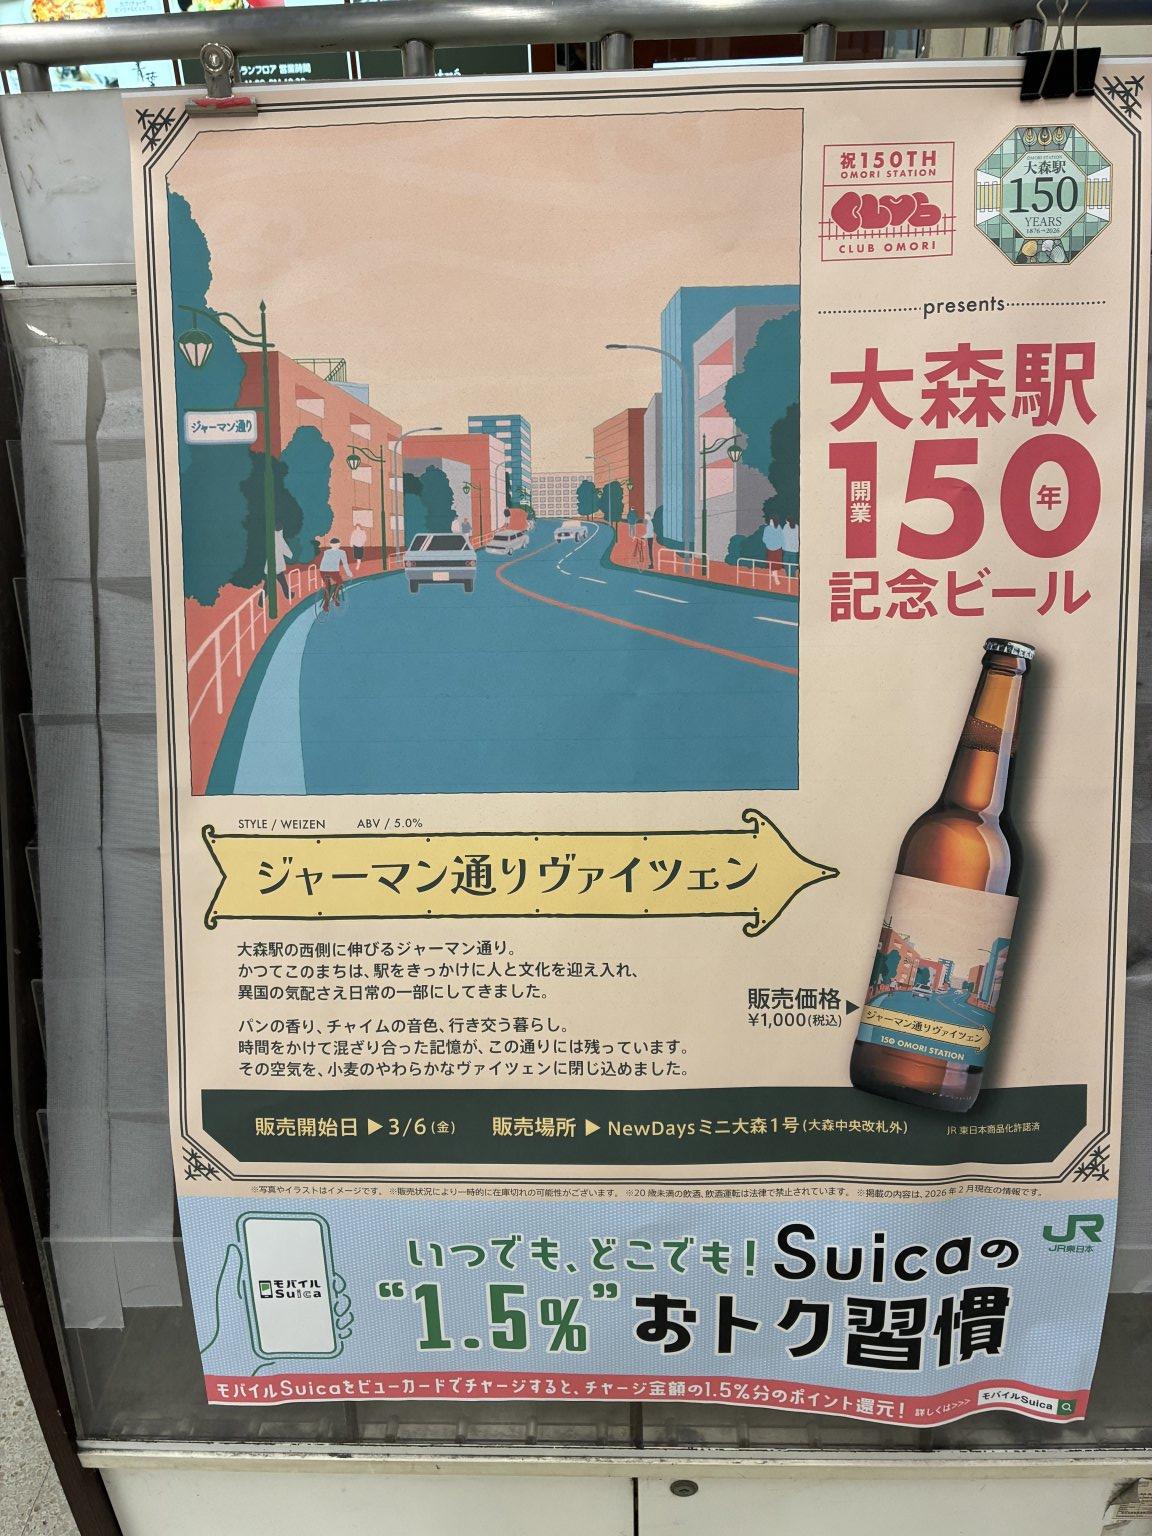 ランフロア 営業時間
祝150TH
OMORI STATION
CLUB
CLUB OMORI
OMORI STATION
大森駅
150
YEARS
1876→2026
presents
大森駅
開業150年
記念ビール
ジャーマン通り
STYLE / WEIZEN ABV / 5.0%
ジャーマン通りヴァイツェン
大森駅の西側に伸びるジャーマン通り。
かつてこのまちは、駅をきっかけに人と文化を迎え入れ、
異国の気配さえ日常の一部にしてきました。
パンの香り、チャイムの音色、行き交う暮らし。
時間をかけて混ざり合った記憶が、この通りには残っています。
その空気を、小麦のやわらかなヴァイツェンに閉じ込めました。
販売価格▶
¥1,000(税込)
ジャーマン通りヴァイツェン
150 OMORI STATION
販売開始日 ▶ 3/6(金) 販売場所 ▶ NewDaysミニ大森1号(大森中央改札外) JR東日本商品化許諾済
※写真やイラストはイメージです。 ※販売状況により一時的に在庫切れの可能性がございます。 ※20歳未満の飲酒、飲酒運転は法律で禁止されています。 ※掲載の内容は、2026年2月現在の情報です。
モバイル
Suica
いつでも、どこでも!Suicaの
“1.5%”おトク習慣
JR
JR東日本
モバイルSuicaをビューカードでチャージすると、チャージ金額の1.5%分のポイント還元! 詳しくは>>> モバイルSuica